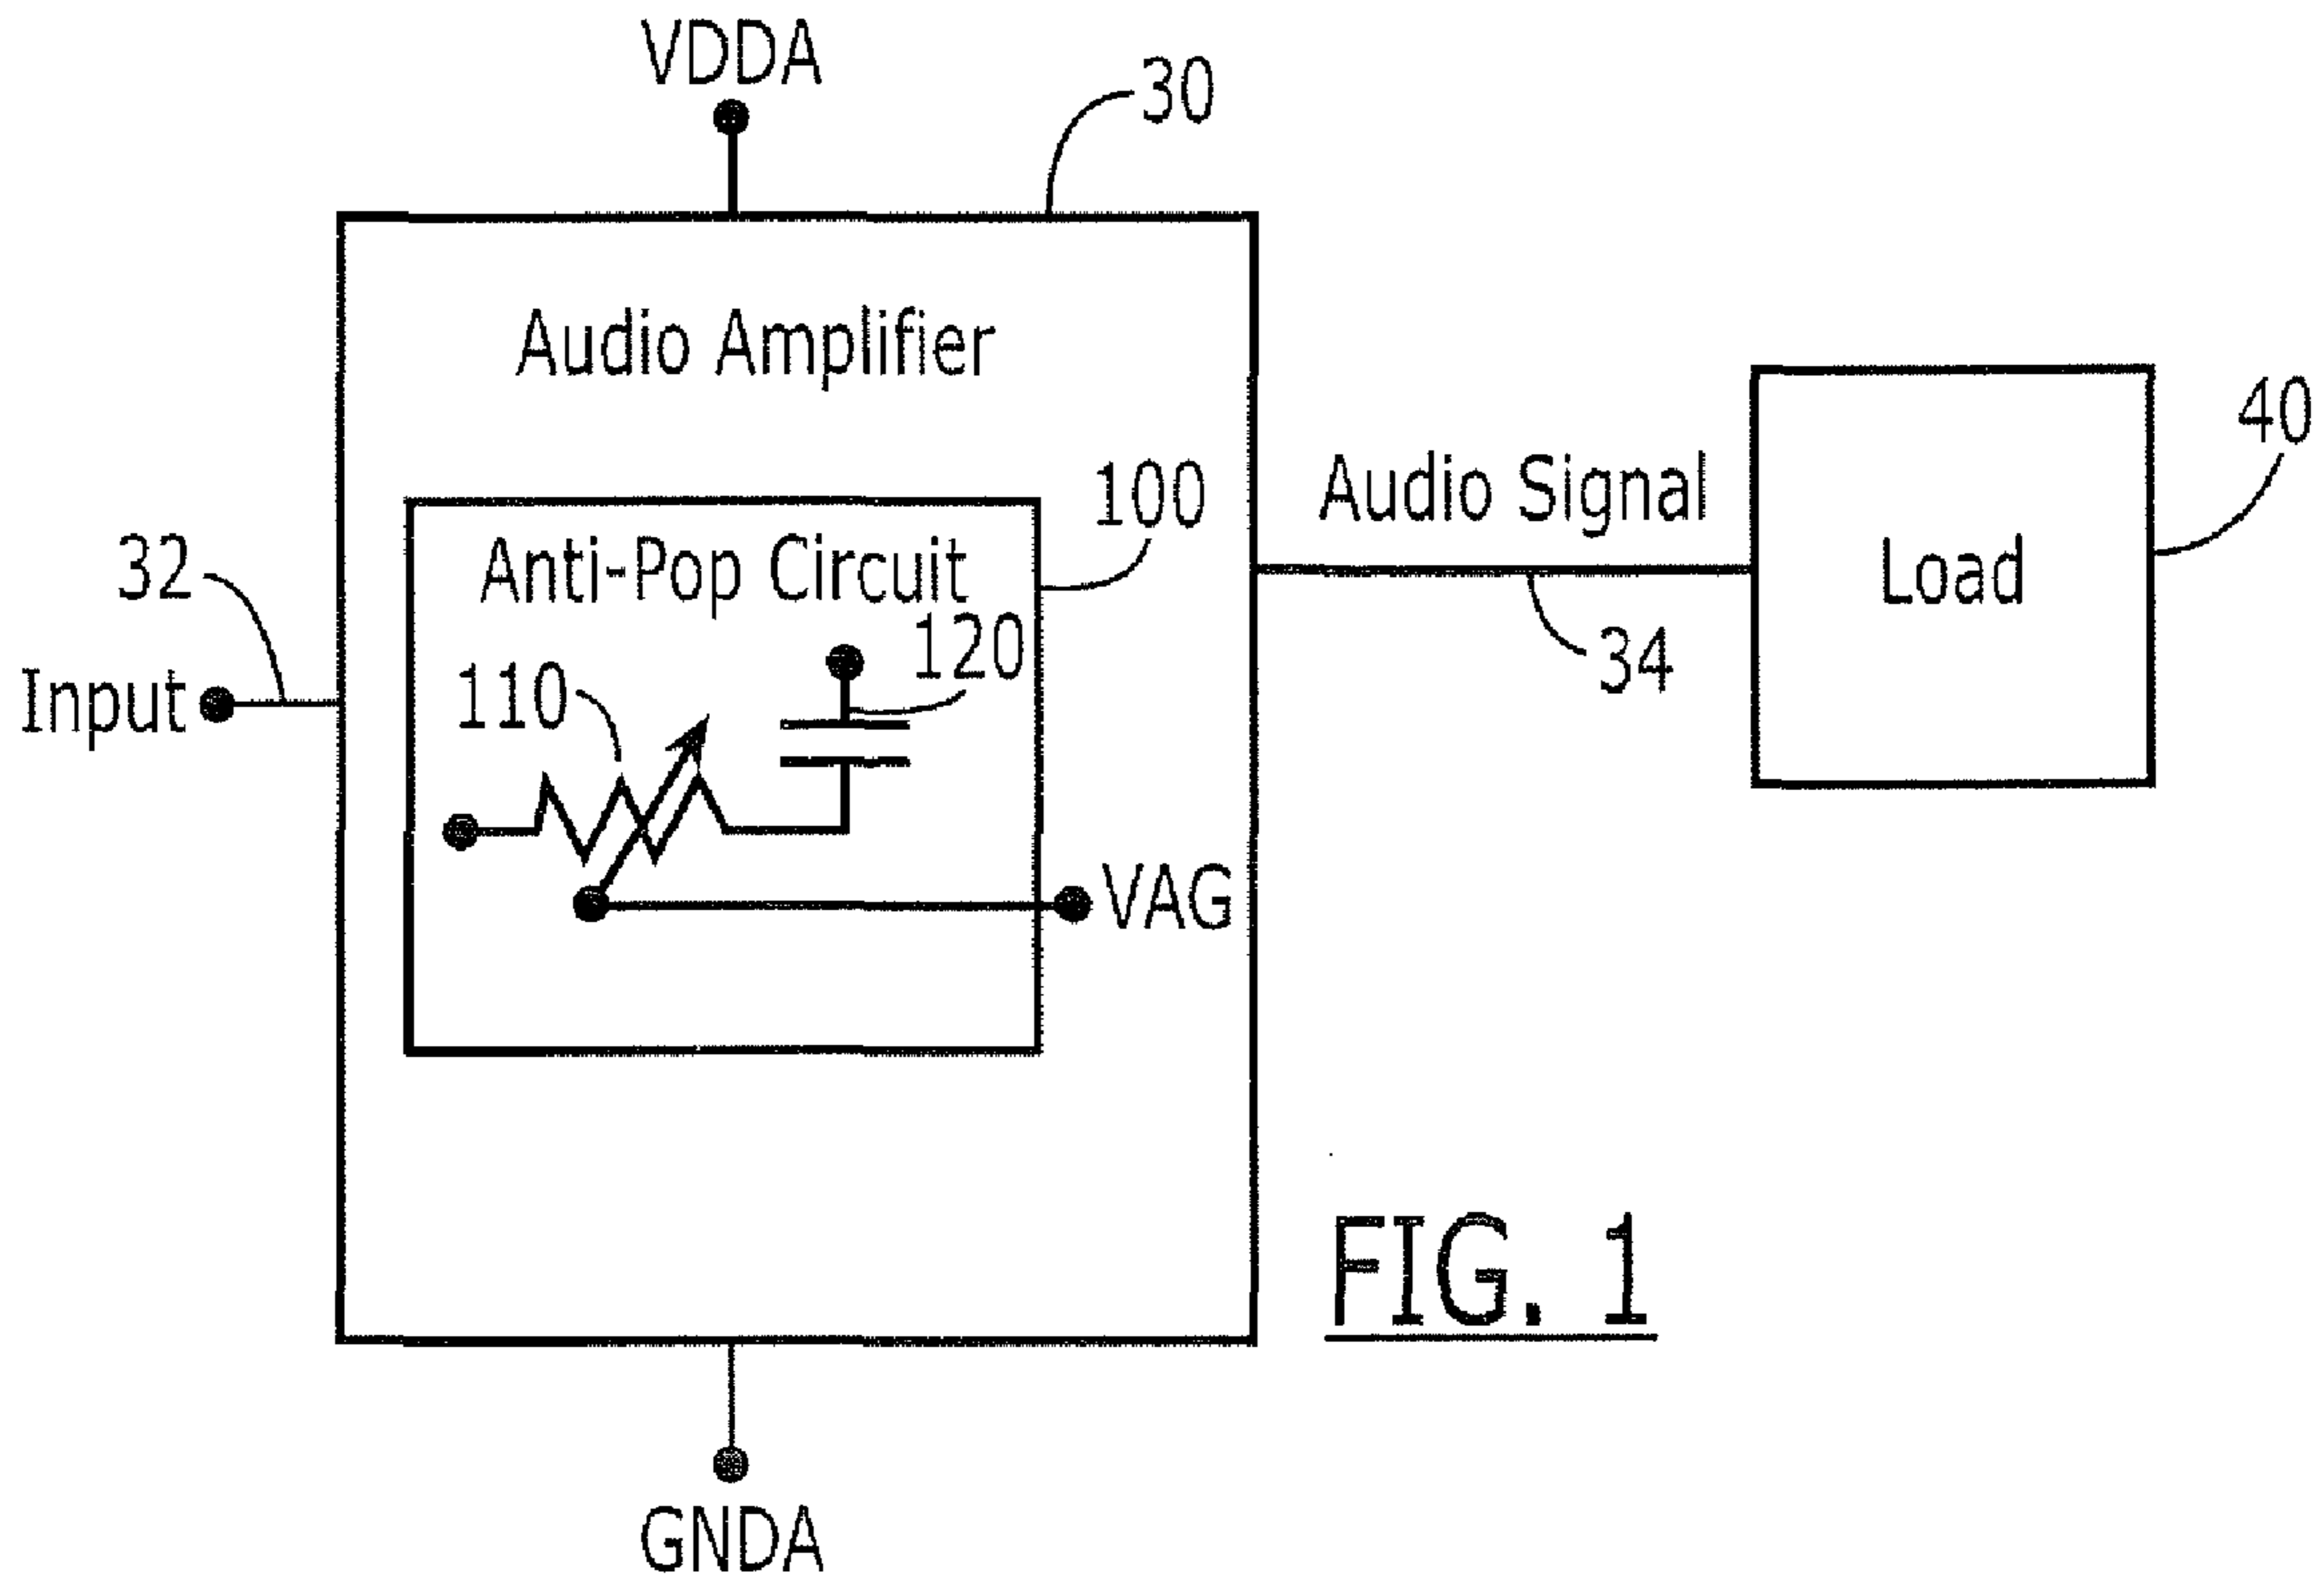 VDDA
30
Audio Amplifier
40
Audio Signal
100
Load
Anti-Pop Circuit
32
120
34
110
Input
VAG
FIG. 1
GNDA